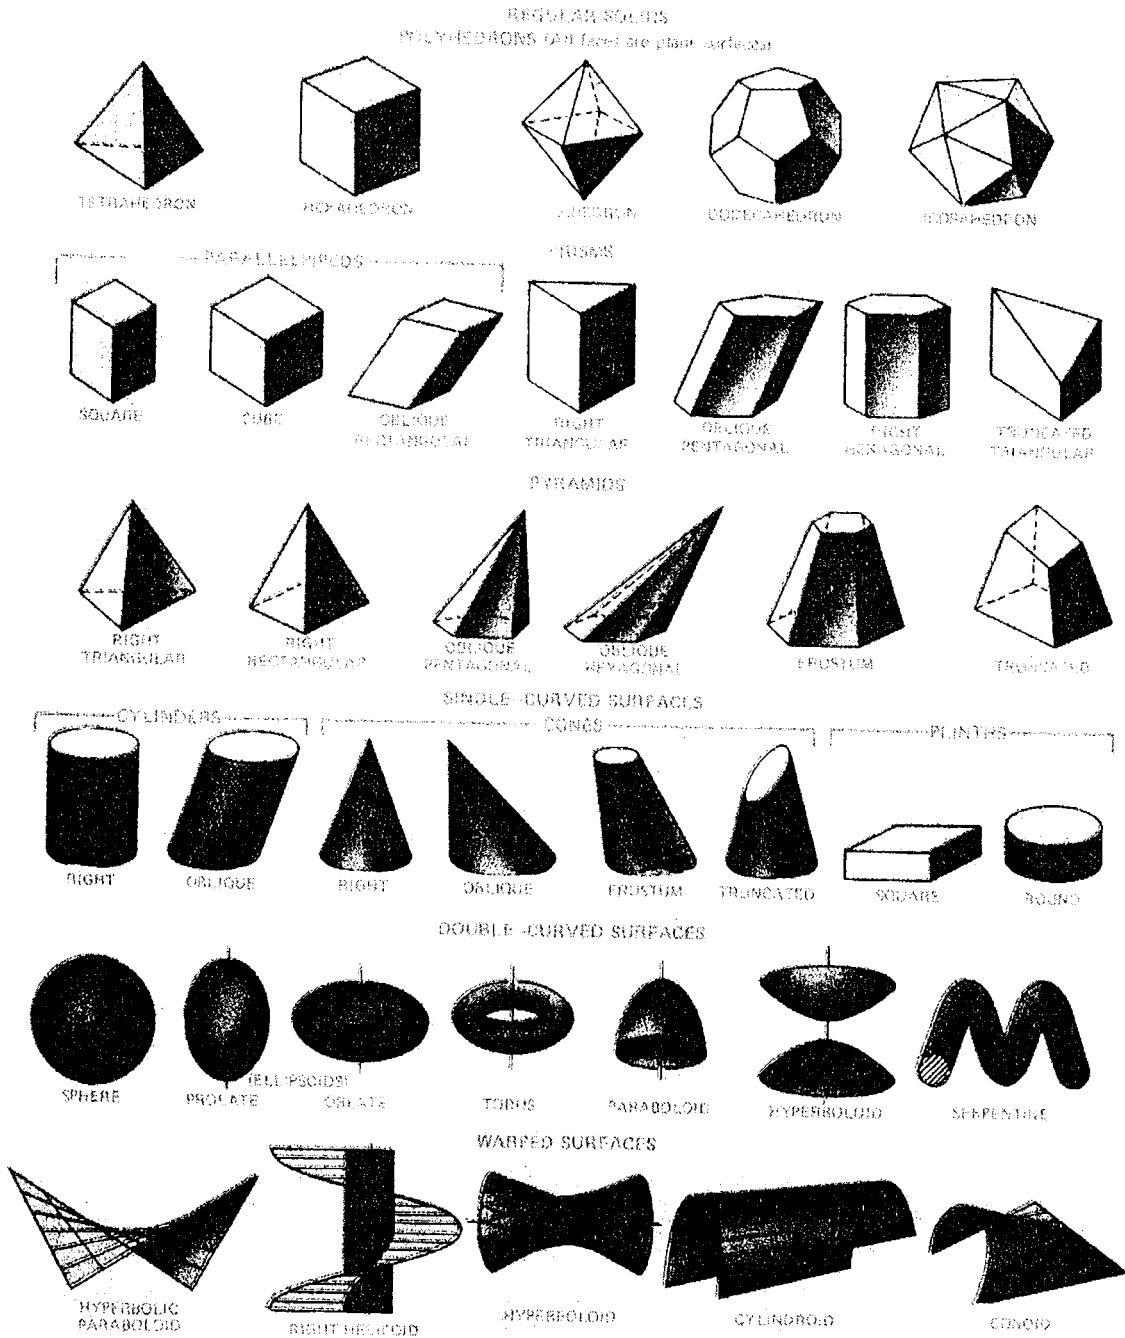 REGULAR SOLIDS
POLYHEDRONS (All faces are plane surfaces)
TETRAHEDRON
HEXAHEDRON
DODECAHEDRON
ICOSAHEDRON
PRISMS
PARALLELIPIPEDS
SQUARE
CUBE
OBLIQUE
RECTANGULAR
RIGHT
TRIANGULAR
OBLIQUE
PENTAGONAL
RIGHT
HEXAGONAL
TRUNCATED
TRIANGULAR
PYRAMIDS
RIGHT
TRIANGULAR
RIGHT
RECTANGULAR
OBLIQUE
PENTAGONAL
OBLIQUE
HEXAGONAL
FRUSTUM
TRUNCATED
SINGLE-CURVED SURFACES
CYLINDERS
CONES
PLINTHS
RIGHT
OBLIQUE
RIGHT
OBLIQUE
FRUSTUM
TRUNCATED
SQUARE
ROUND
DOUBLE-CURVED SURFACES
SPHERE
PROLATE
(ELLIPSOIDS)
OBLATE
TORUS
PARABOLOID
HYPERBOLOID
SERPENTINE
WARPED SURFACES
HYPERBOLIC
PARABOLOID
RIGHT HELICOID
HYPERBOLOID
CYLINDROID
CONOID